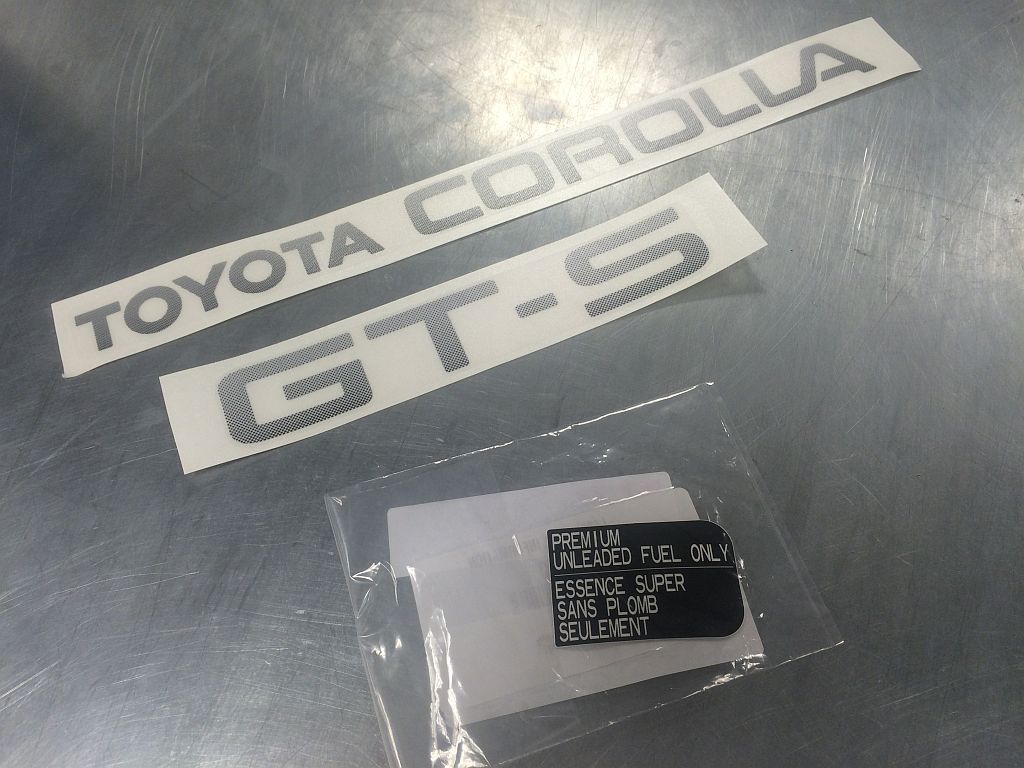 TOYOTA COROLLA
GT-S
PREMIUM
UNLEADED FUEL ONLY
ESSENCE SUPER
SANS PLOMB
SEULEMENT